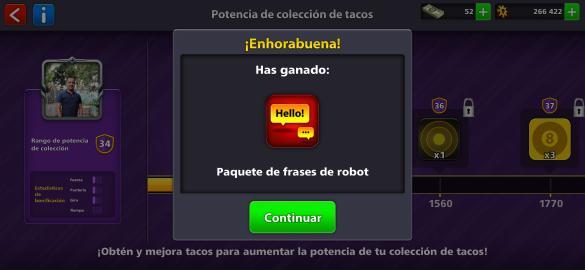 Potencia de colección de tacos
52
266 422
¡Enhorabuena!
Has ganado:
Hello!
...
Paquete de frases de robot
Continuar
Rango de potencia
de colección
34
Estadísticas
de
bonificación
Fuerza
Puntería
Giro
Tiempo
36
37
x1
8
x3
1560
1770
¡Obtén y mejora tacos para aumentar la potencia de tu colección de tacos!